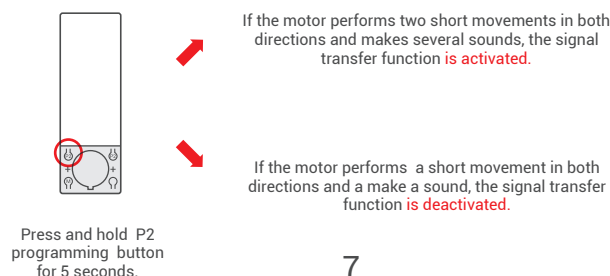 If the motor performs two short movements in both
directions and makes several sounds, the signal
transfer function is activated.
If the motor performs  a short movement in both
directions and a make a sound, the signal transfer
function is deactivated.
Press and hold  P2
programming  button
for 5 seconds.
7